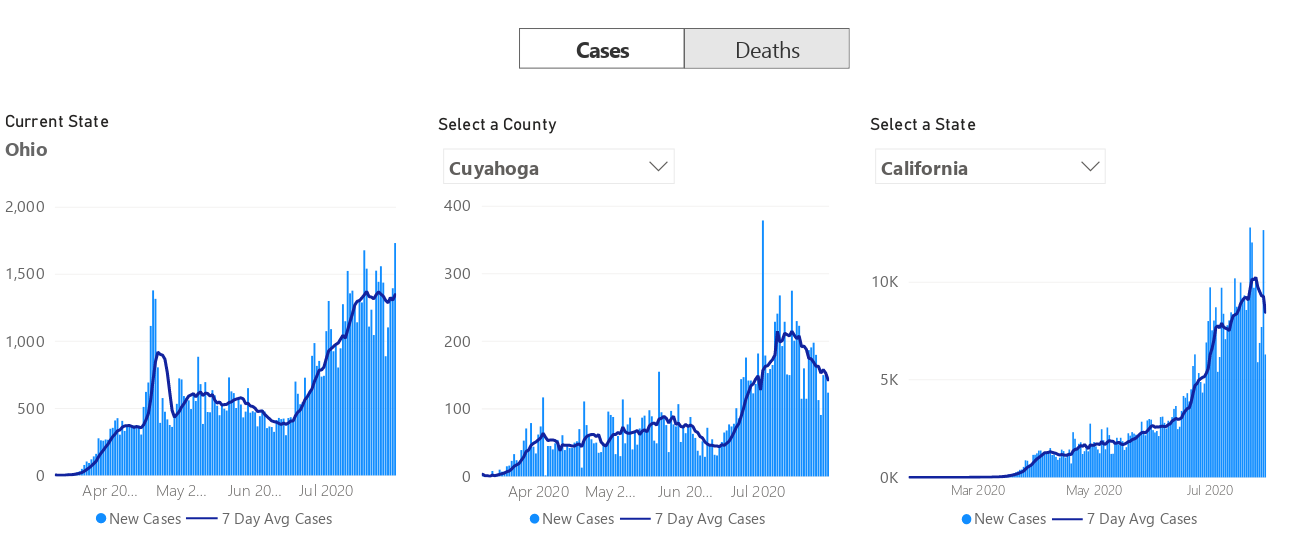 Cases Deaths
Current State
Ohio
Select a County
Cuyahoga
Select a State
California
2,000
1,500
1,000
500
0
Apr 20... May 2... Jun 20... Jul 2020
New Cases 7 Day Avg Cases
400
300
200
100
0
Apr 2020 May 2... Jun 20... Jul 2020
New Cases 7 Day Avg Cases
10K
5K
0K
Mar 2020 May 2020 Jul 2020
New Cases 7 Day Avg Cases